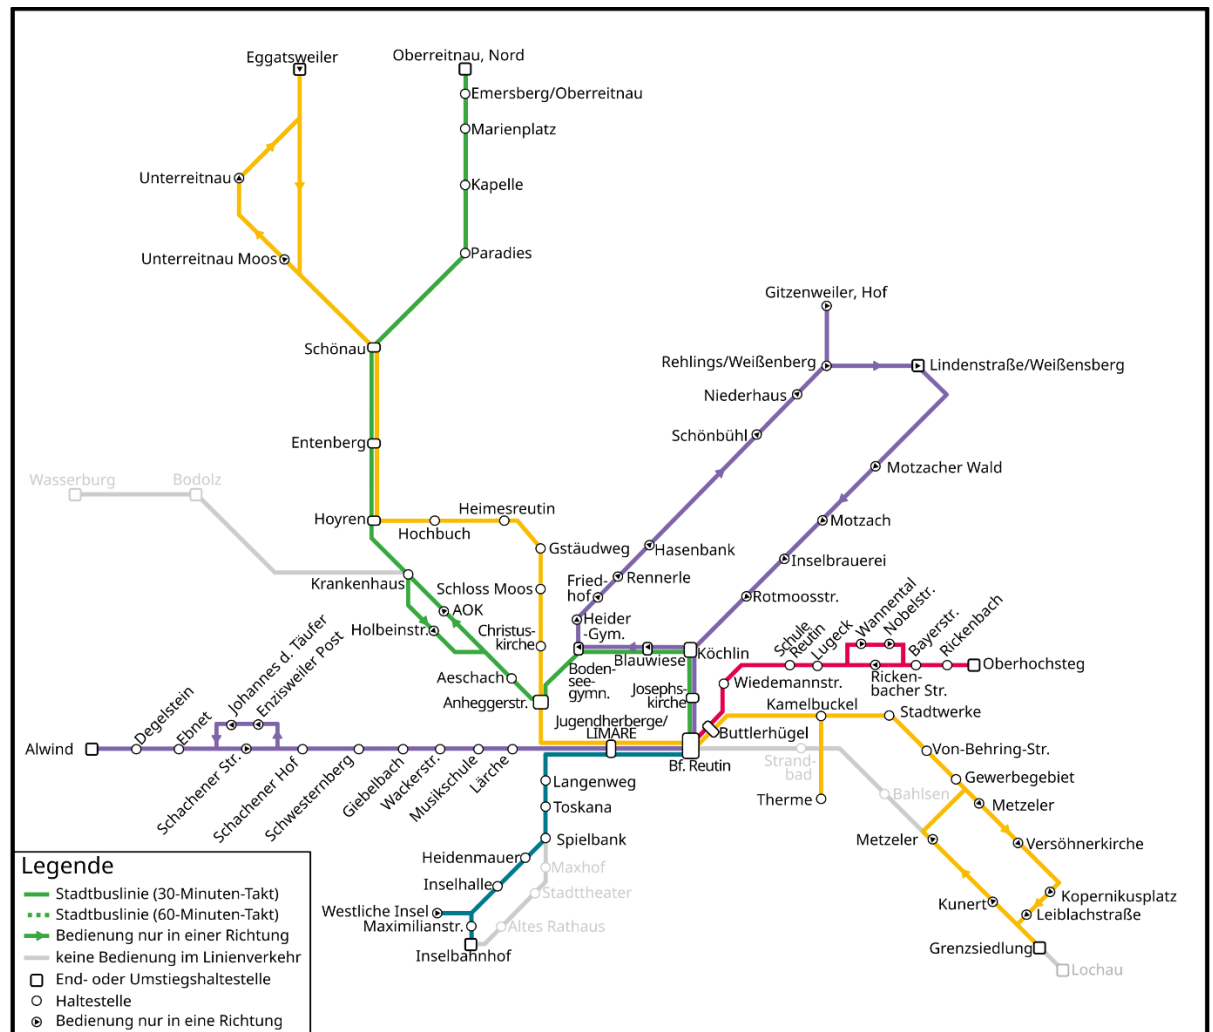 Eggatsweiler
Oberreitnau, Nord
Emersberg/Oberreitnau
Marienplatz
Unterreitnau
Kapelle
Unterreitnau Moos
Paradies
Gitzenweiler, Hof
Schönau
Rehlings/Weißenberg
Lindenstraße/Weißensberg
Niederhaus
Schönbühl
Entenberg
Motzacher Wald
Wasserburg
Bodolz
Heimesreutin
Hoyren
Hochbuch
Motzach
Gstäudweg
Hasenbank
Inselbrauerei
Krankenhaus
Schloss Moos
Fried-
hof
Rennerle
Rotmoosstr.
AOK
Holbeinstr.
Christus-
kirche
Heider
-Gym.
Schule
Reutin
Lugeck
Wannental
Nobelstr.
Bayerstr.
Rickenbach
Blauwiese
Köchlin
Oberhochsteg
Boden-
see-
gymn.
Ricken-
bacher Str.
Aeschach
Wiedemannstr.
Anheggerstr.
Josephs-
kirche
Kamelbuckel
Stadtwerke
Jugendherberge/
LIMARE
Buttlerhügel
Alwind
Degelstein
Ebnet
Johannes d. Täufer
Enzisweiler Post
Schachener Str.
Schachener Hof
Schwesternberg
Giebelbach
Wackerstr.
Musikschule
Lärche
Bf. Reutin
Strand-
bad
Von-Behring-Str.
Langenweg
Gewerbegebiet
Therme
Bahlsen
Metzeler
Toskana
Spielbank
Metzeler
Versöhnerkirche
Heidenmauer
Maxhof
Inselhalle
Stadttheater
Kopernikusplatz
Kunert
Leiblachstraße
Westliche Insel
Maximilianstr.
Altes Rathaus
Inselbahnhof
Grenzsiedlung
Lochau
Legende
Stadtbuslinie (30-Minuten-Takt)
Stadtbuslinie (60-Minuten-Takt)
Bedienung nur in einer Richtung
keine Bedienung im Linienverkehr
End- oder Umstiegshaltestelle
Haltestelle
Bedienung nur in eine Richtung